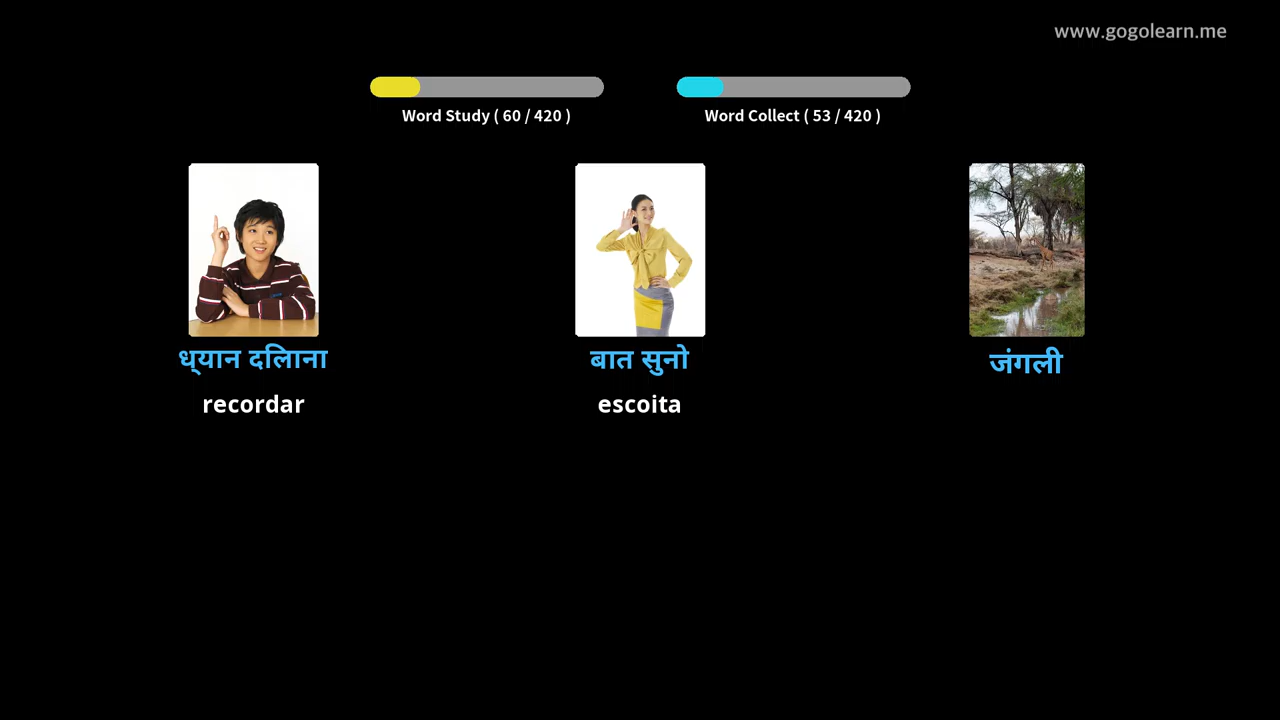 www.gogolearn.me
Word Study ( 60 / 420 )
Word Collect ( 53 / 420 )
ध्यान दलिाना
बात सुनो
जंगली
recordar
escoita